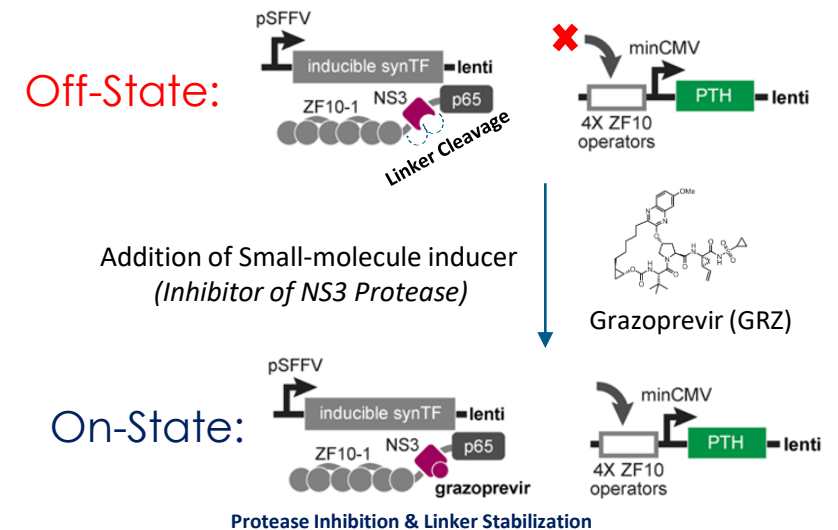 Off-State:
pSFFV
inducible synTF
lenti
ZF10-1
NS3
p65
Linker Cleavage
minCMV
PTH
lenti
4X ZF10
operators
Addition of Small-molecule inducer
(Inhibitor of NS3 Protease)
OMe
N
N
O
O
H
N
O
N
S
O
O
N
H
O
O
N
H
O
Grazoprevir (GRZ)
On-State:
pSFFV
inducible synTF
lenti
ZF10-1
NS3
p65
grazoprevir
minCMV
PTH
lenti
4X ZF10
operators
Protease Inhibition & Linker Stabilization